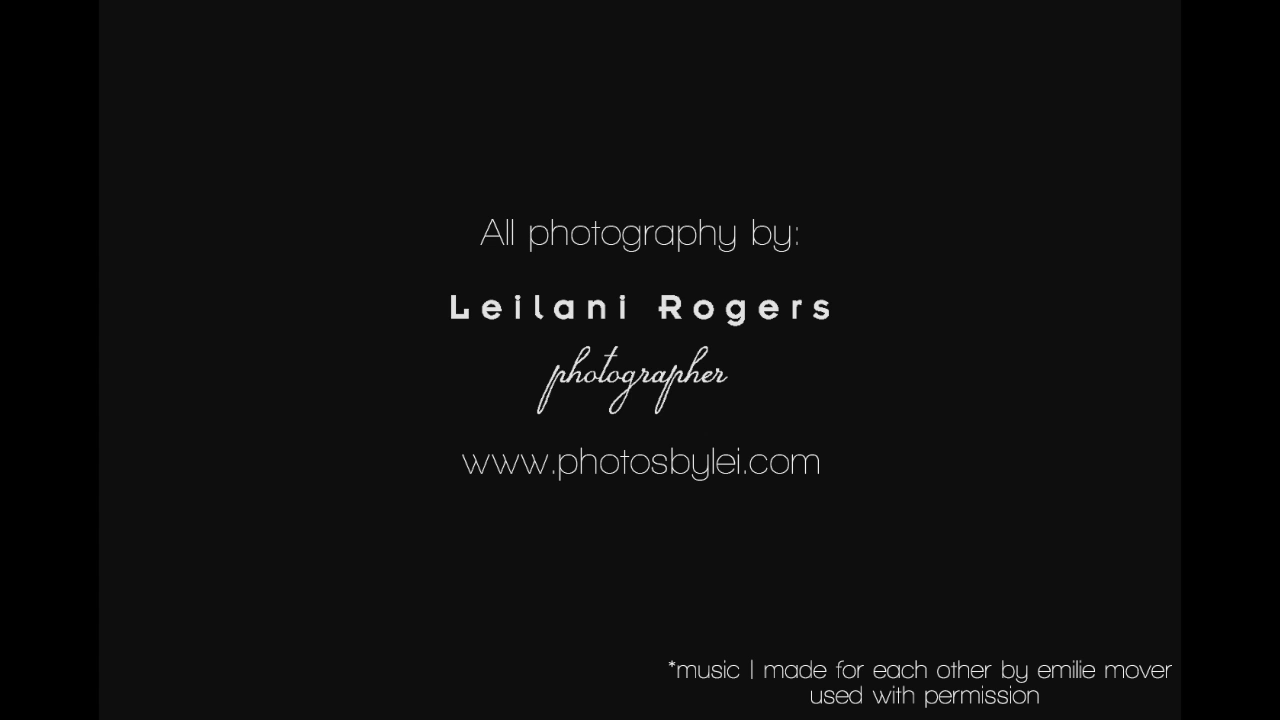 All photography by:
Leilani Rogers
photographer
www.photosbylei.com
*music | made for each other by emilie mover
used with permission